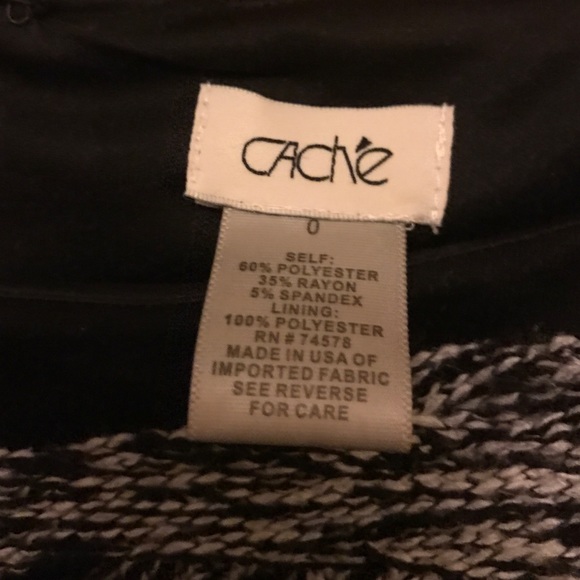 CAché
0
SELF:
60% POLYESTER
35% RAYON
5% SPANDEX
LINING:
100% POLYESTER
RN # 74578
MADE IN USA OF
IMPORTED FABRIC
SEE REVERSE
FOR CARE